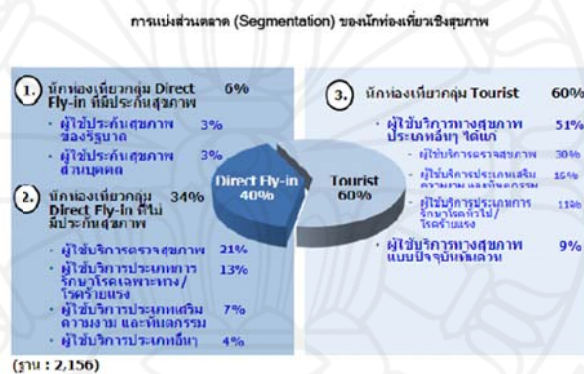 การแบ่งส่วนตลาด (Segmentation) ของนักท่องเที่ยวเชิงสุขภาพ
1. นักท่องเที่ยวกลุ่ม Direct 6%
Fly-in ที่มีประกันสุขภาพ
• ผู้ใช้ประกันสุขภาพ 3%
ของรัฐบาล
• ผู้ใช้ประกันสุขภาพ 3%
ส่วนบุคคล
2. นักท่องเที่ยวกลุ่ม 34%
Direct Fly-in ที่ไม่
มีประกันสุขภาพ
• ผู้ใช้บริการตรวจสุขภาพ 21%
• ผู้ใช้บริการประเภทการ 13%
รักษาโรคเฉพาะทาง/
โรคร้ายแรง
• ผู้ใช้บริการประเภทเสริม 7%
ความงาม และทันตกรรม
• ผู้ใช้บริการประเภทอื่นๆ 4%
Direct Fly-in
40%
Tourist
60%
3. นักท่องเที่ยวกลุ่ม Tourist 60%
• ผู้ใช้บริการทางสุขภาพ 51%
ประเภทอื่นๆ ได้แก่
• ผู้ใช้บริการตรวจสุขภาพ 30%
• ผู้ใช้บริการประเภทเสริม
ความงาม และทันตกรรม
• ผู้ใช้บริการประเภทการ 11%
รักษาโรคทั่วไป/
โรคร้ายแรง
• ผู้ใช้บริการทางสุขภาพ 9%
แบบปัจจุบันทันด่วน
(ฐาน : 2,156)